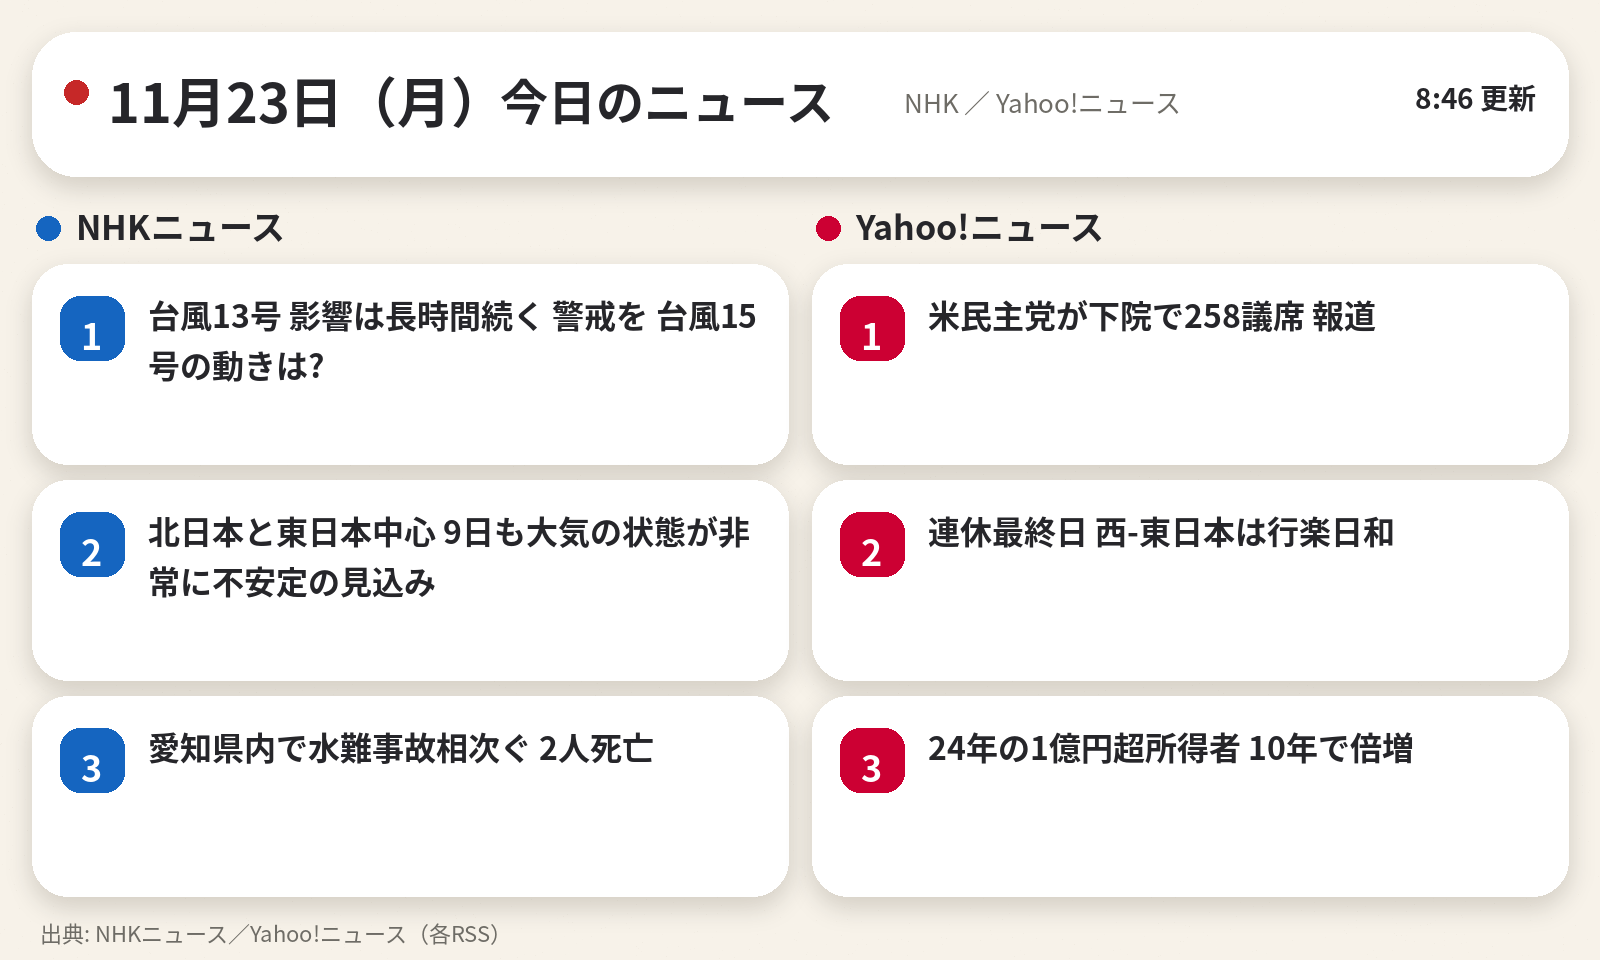 11月23日（月）今日のニュース
NHK ／ Yahoo!ニュース
8:46 更新
NHKニュース
1
台風13号 影響は長時間続く 警戒を 台風15
号の動きは?
2
北日本と東日本中心 9日も大気の状態が非
常に不安定の見込み
3
愛知県内で水難事故相次ぐ 2人死亡
Yahoo!ニュース
1
米民主党が下院で258議席 報道
2
連休最終日 西-東日本は行楽日和
3
24年の1億円超所得者 10年で倍増
出典: NHKニュース／Yahoo!ニュース（各RSS）